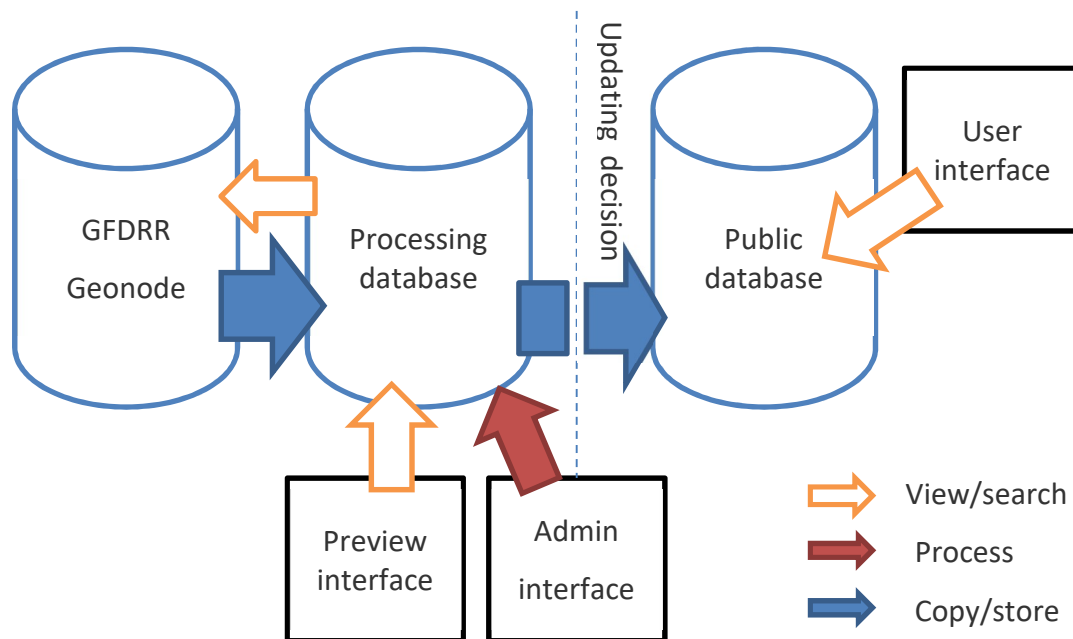 GFDRR
Geonode
Processing
database
Updating decision
Public
database
User
interface
Preview
interface
Admin
interface
View/search
Process
Copy/store